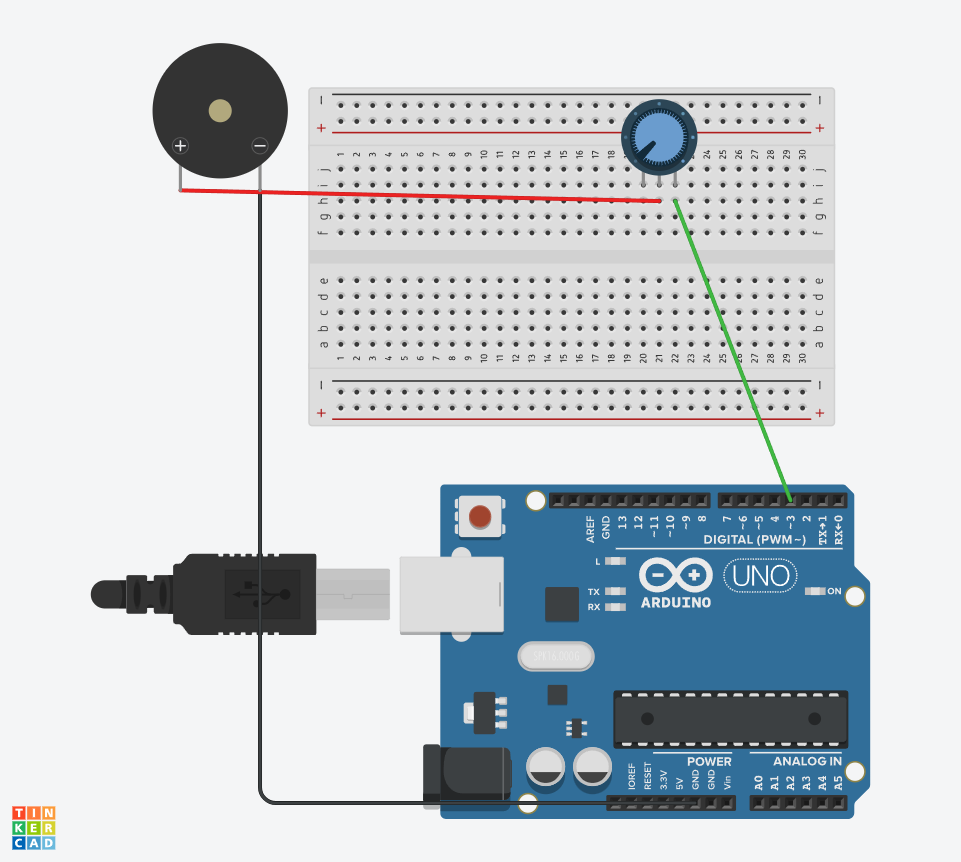 + −
− −
+ +
1 2 3 4 5 6 7 8 9 10 11 12 13 14 15 16 17 18 24 25 26 27 28 29 30
j j
i i
h h
g g
f f
e e
d d
c c
b b
a a
1 2 3 4 5 6 7 8 9 10 11 12 13 14 15 16 17 18 19 20 21 22 23 24 25 26 27 28 29 30
− −
+ +
AREF GND 13 12 ~11 ~10 ~9 8 7 ~6 ~5 4 ~3 2 TX→1 RX←0
DIGITAL (PWM~)
L
TX
RX
ARDUINO
UNO
ON
POWER
ANALOG IN
IOREF RESET 3.3V 5V GND GND Vin A0 A1 A2 A3 A4 A5
TIN
KER
CAD